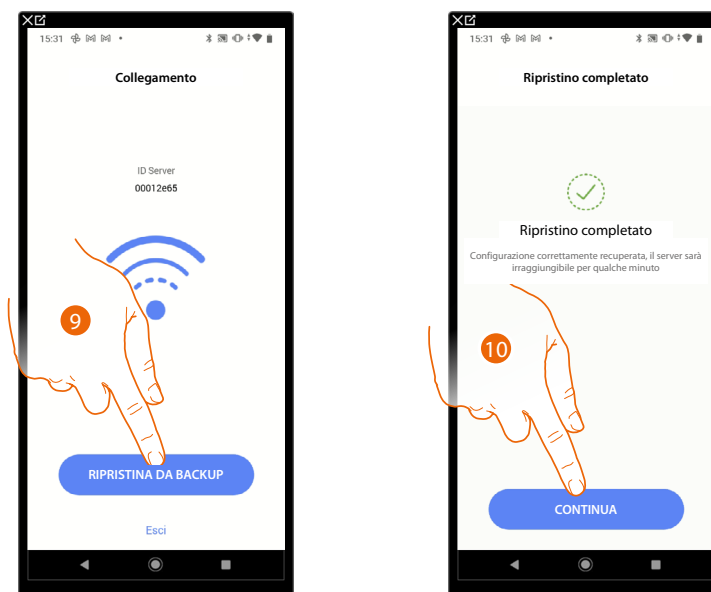 15:31
Collegamento
ID Server
00012e65
9
RIPRISTINA DA BACKUP
Esci
15:31
Ripristino completato
Ripristino completato
Configurazione correttamente recuperata, il server sarà
irraggiungibile per qualche minuto
10
CONTINUA